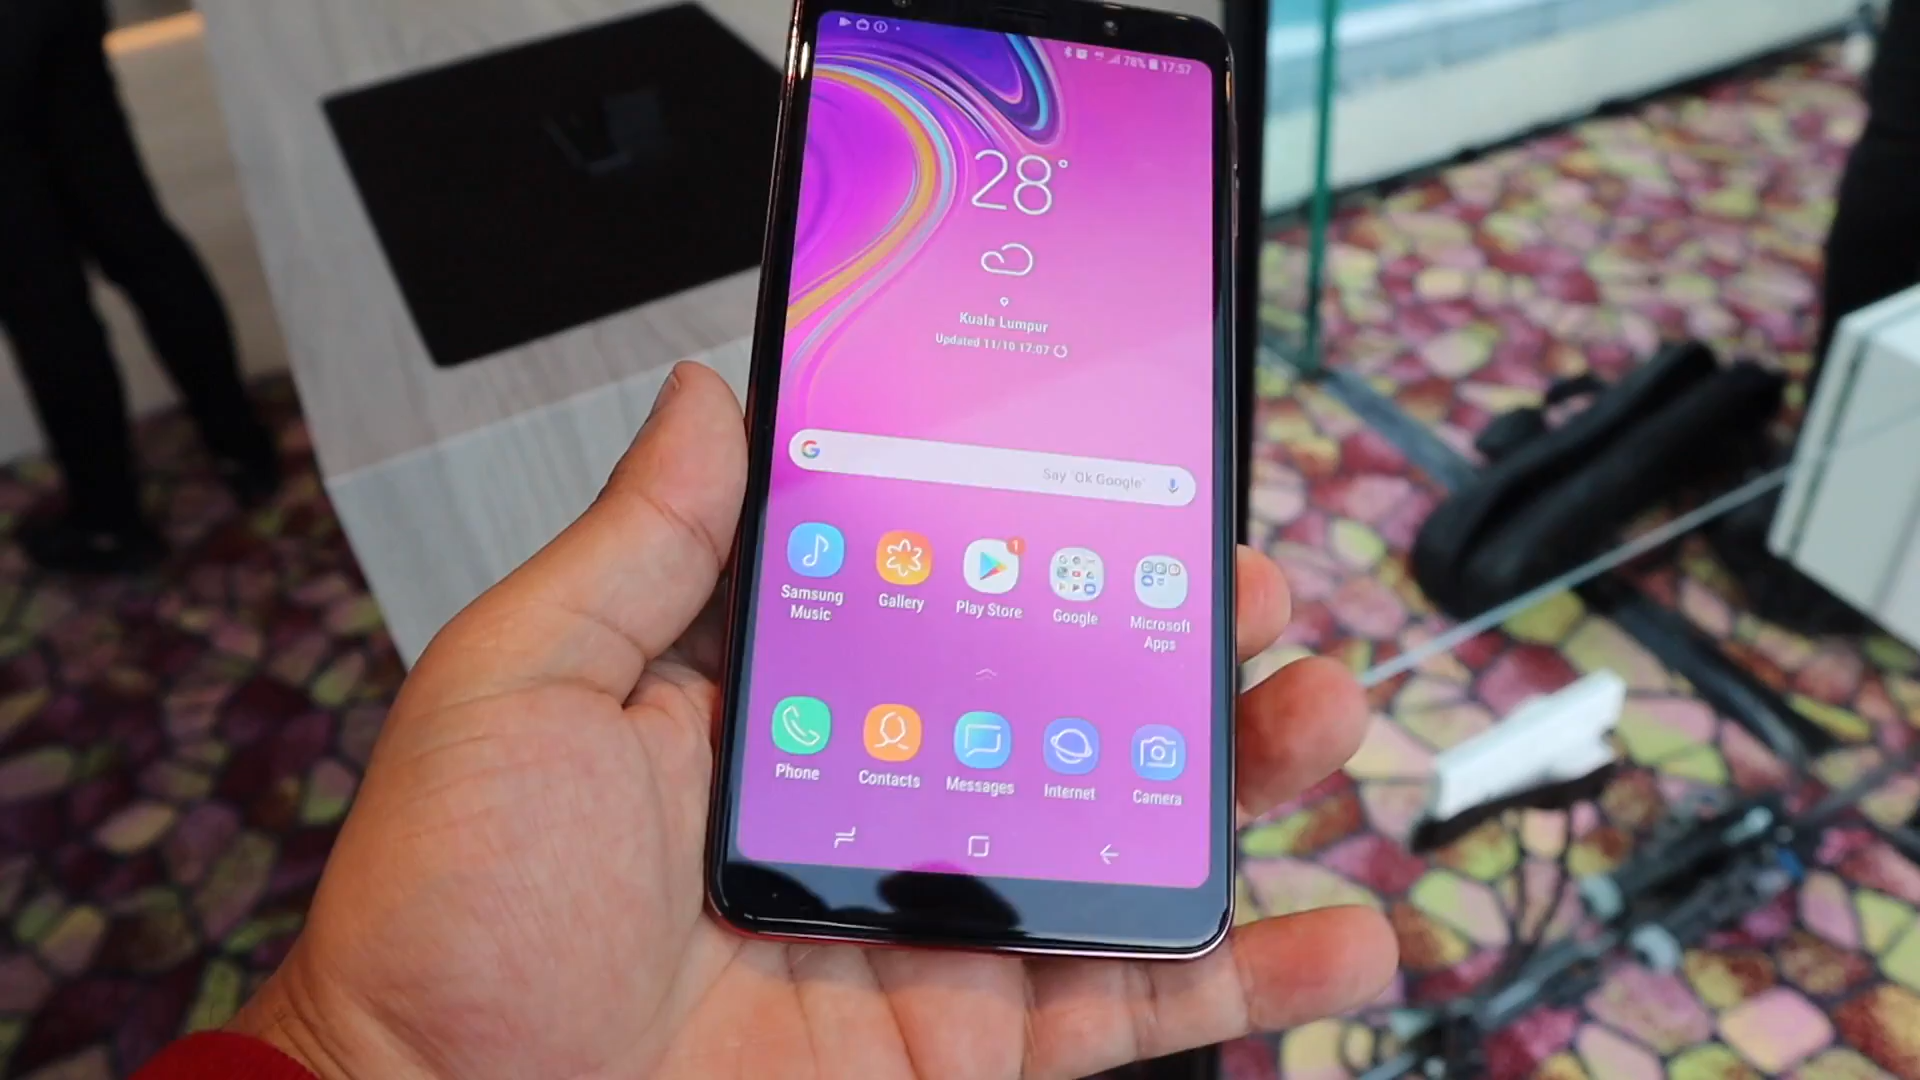 78% 17:57
28°
Kuala Lumpur
Updated 11/10 17:07
G Say "Ok Google"
1
Samsung Music
Gallery
Play Store
Google
Microsoft Apps
Phone
Contacts
Messages
Internet
Camera